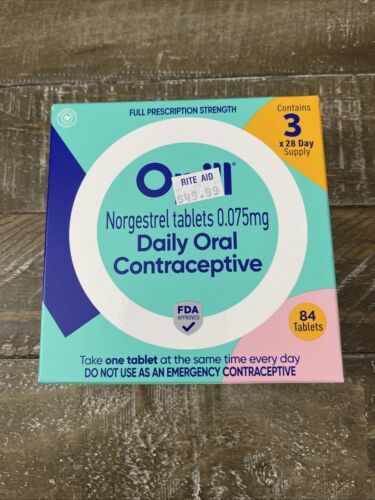 FULL PRESCRIPTION STRENGTH
Contains
3
x 28 Day
Supply
Opill
RITE AID
$49.99
Norgestrel tablets 0.075mg
Daily Oral
Contraceptive
FDA
APPROVED
84
Tablets
Take one tablet at the same time every day
DO NOT USE AS AN EMERGENCY CONTRACEPTIVE